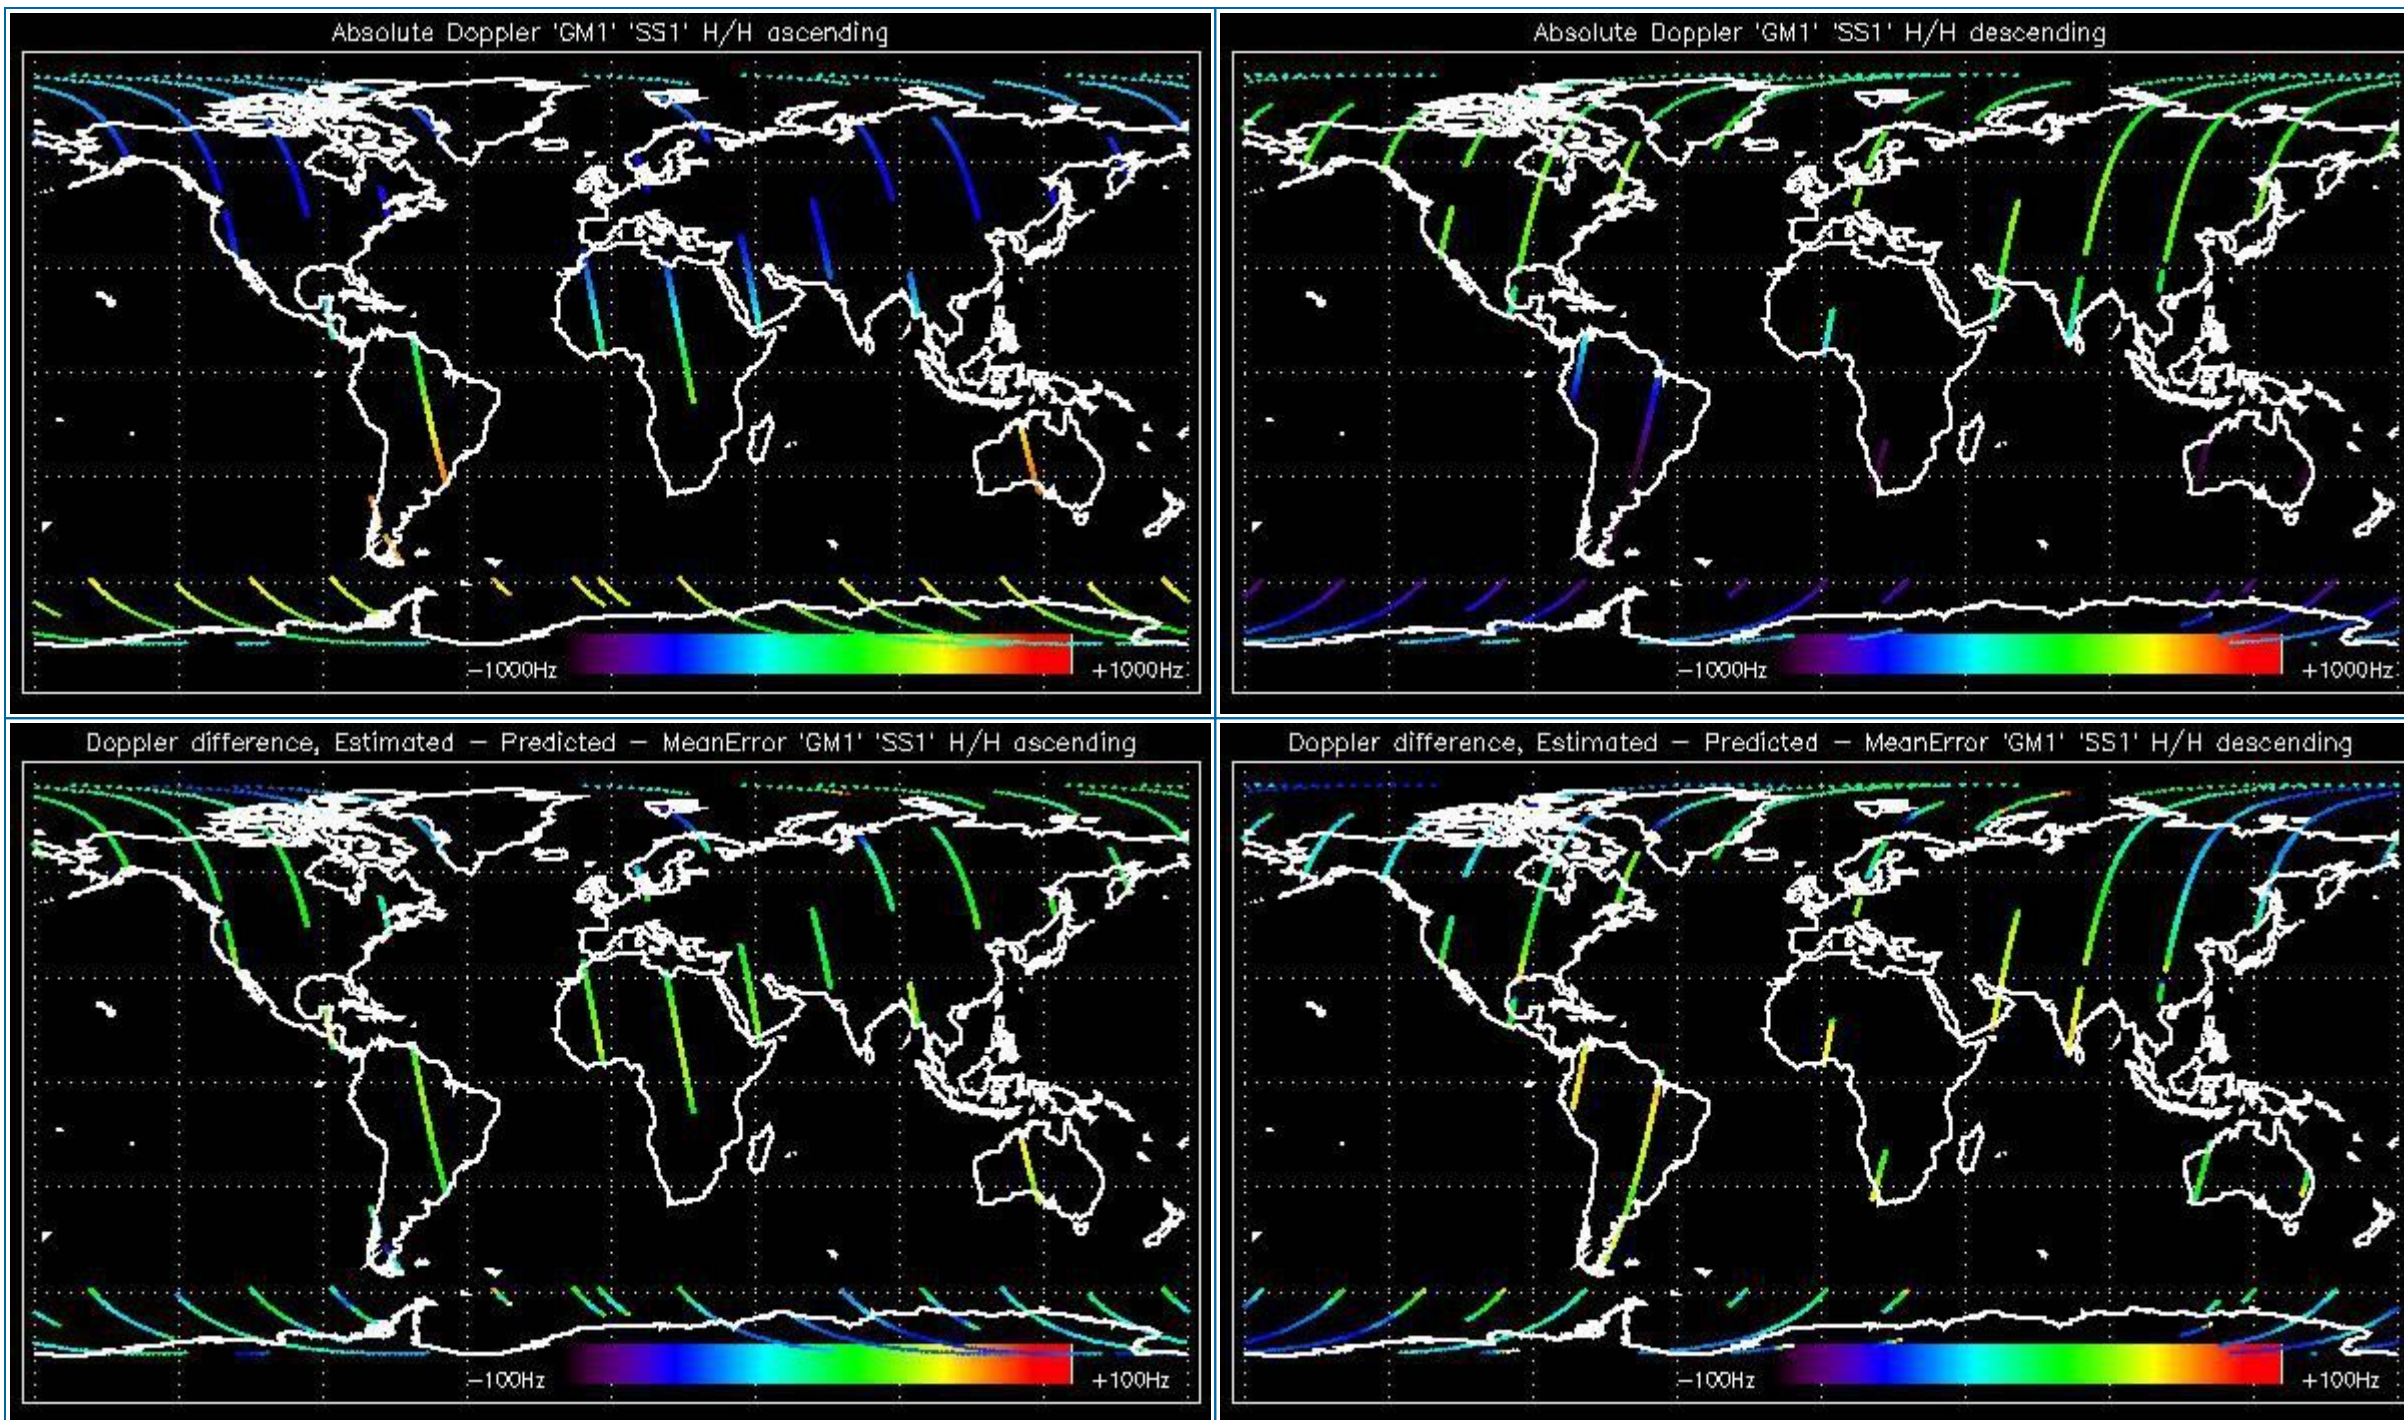 Absolute Doppler 'GM1' 'SS1' H/H ascending
−1000Hz +1000Hz
Absolute Doppler 'GM1' 'SS1' H/H descending
−1000Hz +1000Hz
Doppler difference, Estimated − Predicted − MeanError 'GM1' 'SS1' H/H ascending
−100Hz +100Hz
Doppler difference, Estimated − Predicted − MeanError 'GM1' 'SS1' H/H descending
−100Hz +100Hz